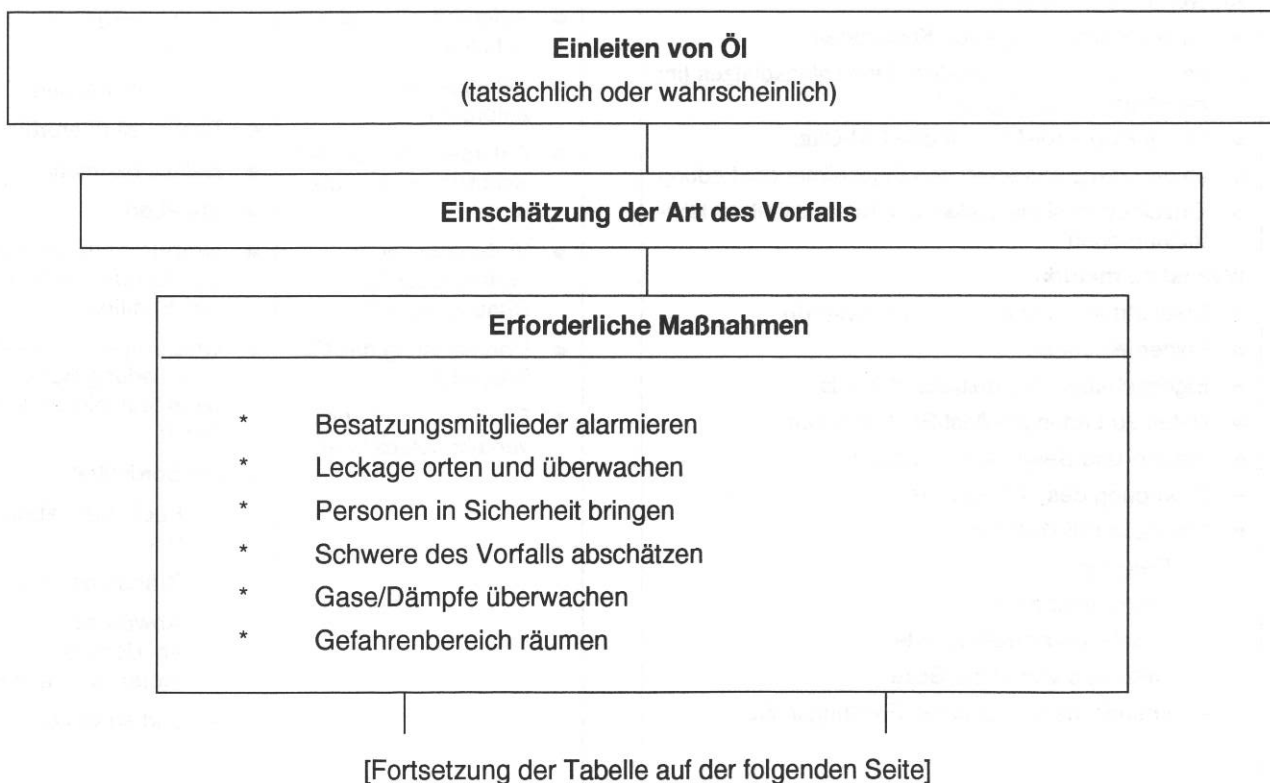 Einleiten von Öl
(tatsächlich oder wahrscheinlich)
Einschätzung der Art des Vorfalls
Erforderliche Maßnahmen
* Besatzungsmitglieder alarmieren
* Leckage orten und überwachen
* Personen in Sicherheit bringen
* Schwere des Vorfalls abschätzen
* Gase/Dämpfe überwachen
* Gefahrenbereich räumen
[Fortsetzung der Tabelle auf der folgenden Seite]